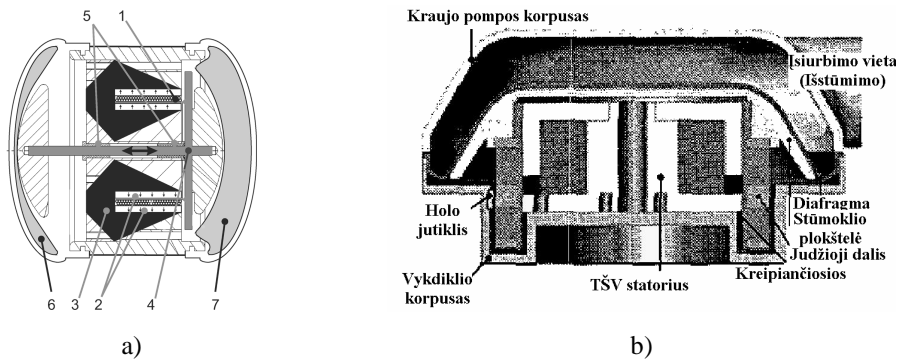 5
1
6
3
2
4
7
a)
b)
Kraujo pompos korpusas
Įsiurbimo vieta
(Išstūmimo)
Holo
jutiklis
Vykdiklio
korpusas
TŠV statorius
Diafragma
Stūmoklio
plokštelė
Judžioji dalis
Kreipiančiosios